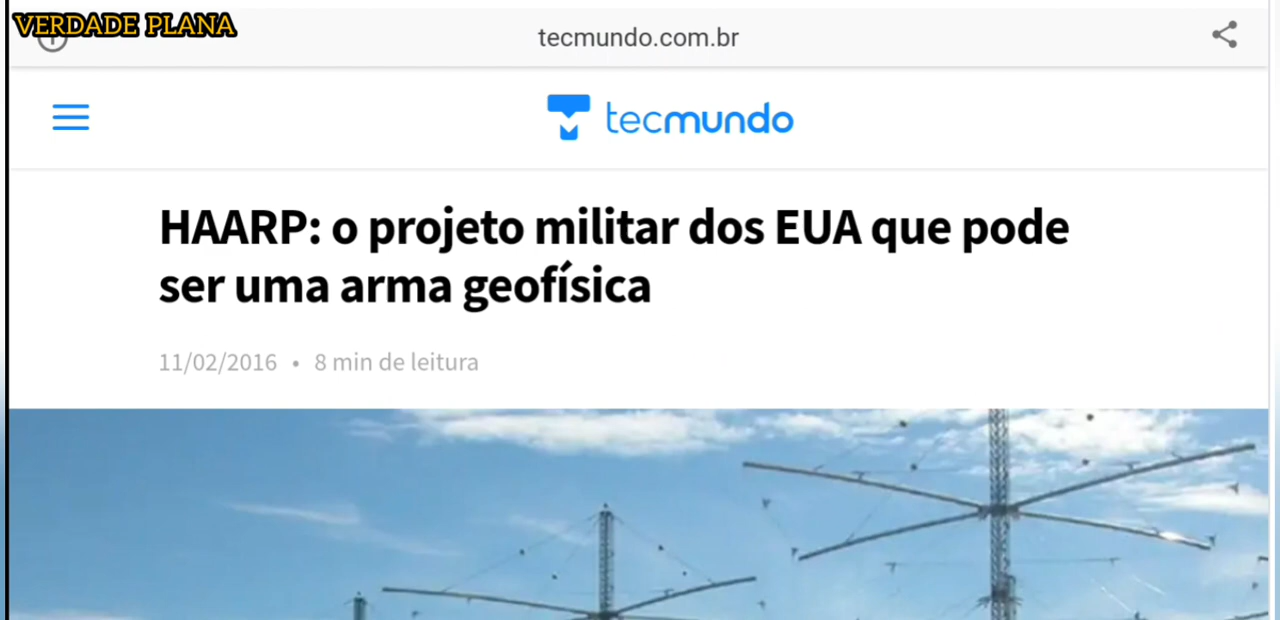 VERDADE PLANA
tecmundo.com.br
tecmundo
HAARP: o projeto militar dos EUA que pode
ser uma arma geofísica
11/02/2016 • 8 min de leitura